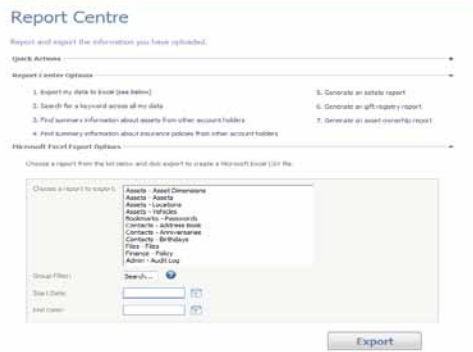 Report Centre
Report and export the information you have uploaded.
Quick Actions
Report Center Options
1. Export my data to Excel (see below)
2. Search for a keyword across all my data
3. Find summary information about assets from other account holders
4. Find summary information about insurance policies from other account holders
5. Generate an estate report
6. Generate an gift registry report
7. Generate an asset ownership report
Microsoft Excel Export Options
Choose a report from the list below and click export to create a Microsoft Excel CSV file.
Choose a report to export:
Assets - Asset Dimensions
Assets - Assets
Assets - Locations
Assets - Vehicles
Bookmarks - Passwords
Contacts - Address Book
Contacts - Anniversaries
Contacts - Birthdays
Files - Files
Finance - Policy
Admin - Audit Log
Group Filter:
Search...
Start Date:
End Date:
Export